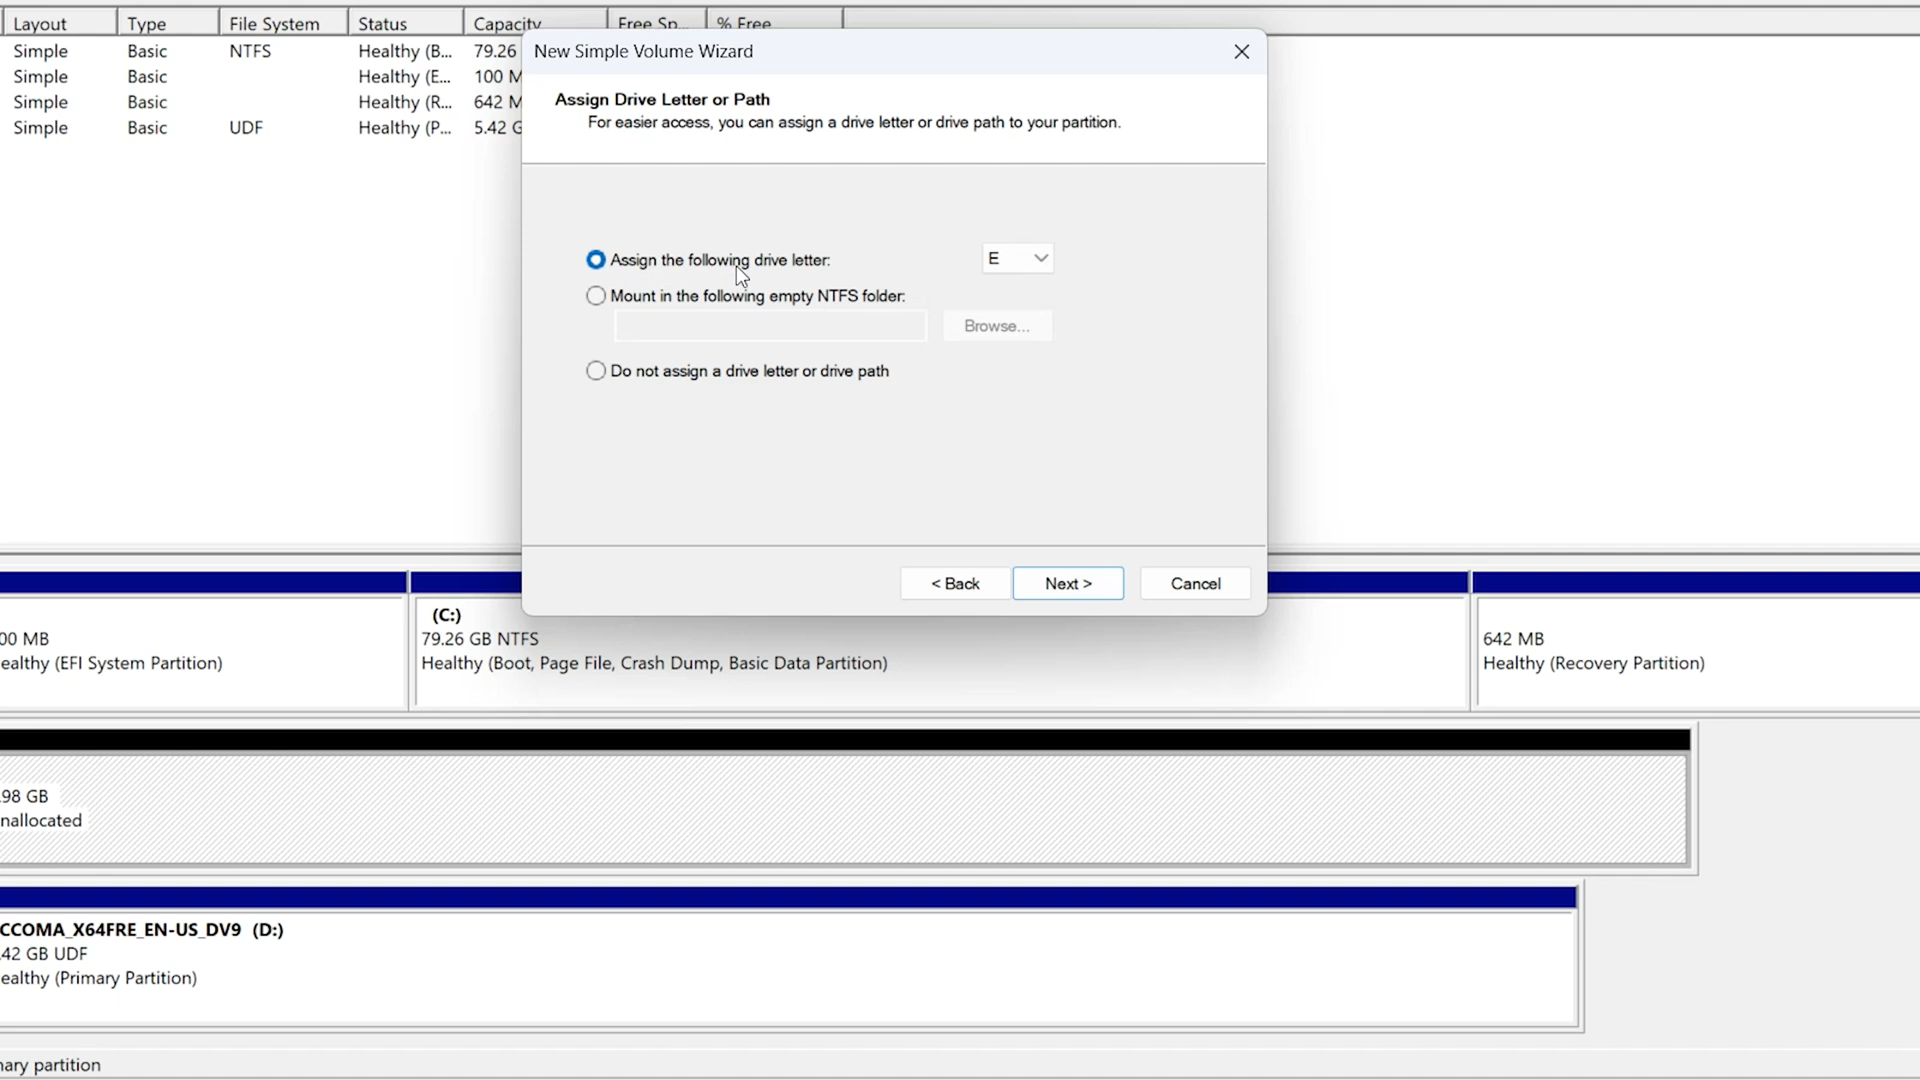 Layout Type File System Status Capacity Free Sp... % Free
Simple Basic NTFS Healthy (B... 79.26
Simple Basic Healthy (E... 100 M
Simple Basic Healthy (R... 642 M
Simple Basic UDF Healthy (P... 5.42 G
New Simple Volume Wizard
Assign Drive Letter or Path
For easier access, you can assign a drive letter or drive path to your partition.
Assign the following drive letter: E
Mount in the following empty NTFS folder:
Browse...
Do not assign a drive letter or drive path
< Back Next > Cancel
00 MB
ealthy (EFI System Partition)
(C:)
79.26 GB NTFS
Healthy (Boot, Page File, Crash Dump, Basic Data Partition)
642 MB
Healthy (Recovery Partition)
.98 GB
nallocated
CCOMA_X64FRE_EN-US_DV9 (D:)
.42 GB UDF
ealthy (Primary Partition)
nary partition